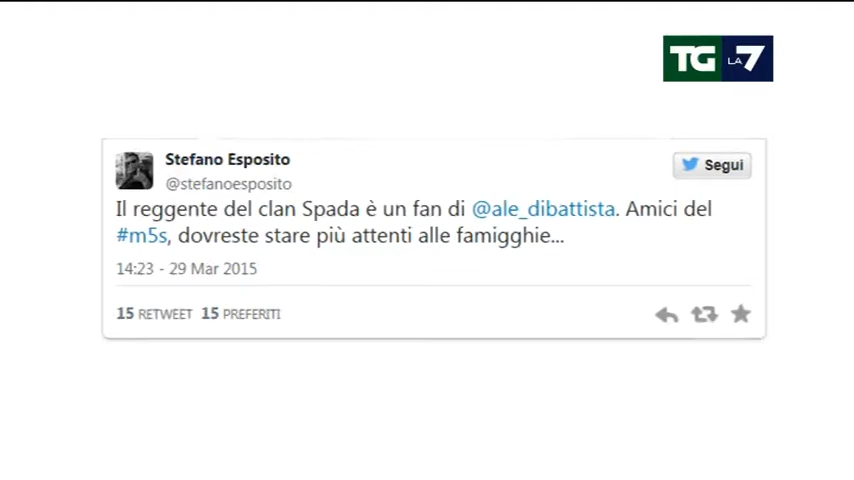 TG LA 7
Stefano Esposito
Segui
@stefanoesposito
Il reggente del clan Spada è un fan di @ale_dibattista. Amici del
#m5s, dovreste stare più attenti alle famigghie...
14:23 - 29 Mar 2015
15 RETWEET 15 PREFERITI